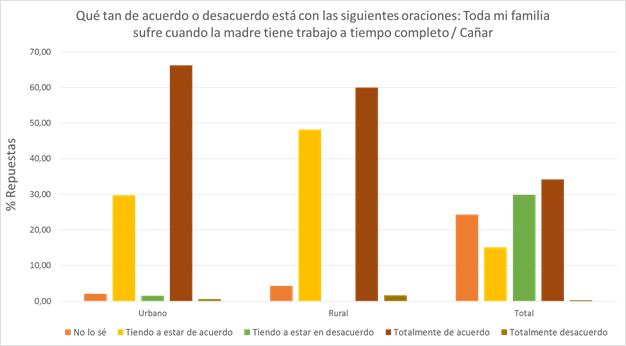 Qué tan de acuerdo o desacuerdo está con las siguientes oraciones: Toda mi familia
sufre cuando la madre tiene trabajo a tiempo completo / Cañar
% Repuestas
70,00
60,00
50,00
40,00
30,00
20,00
10,00
0,00
Urbano Rural Total
No lo sé Tiendo a estar de acuerdo Tiendo a estar en desacuerdo Totalmente de acuerdo Totalmente desacuerdo